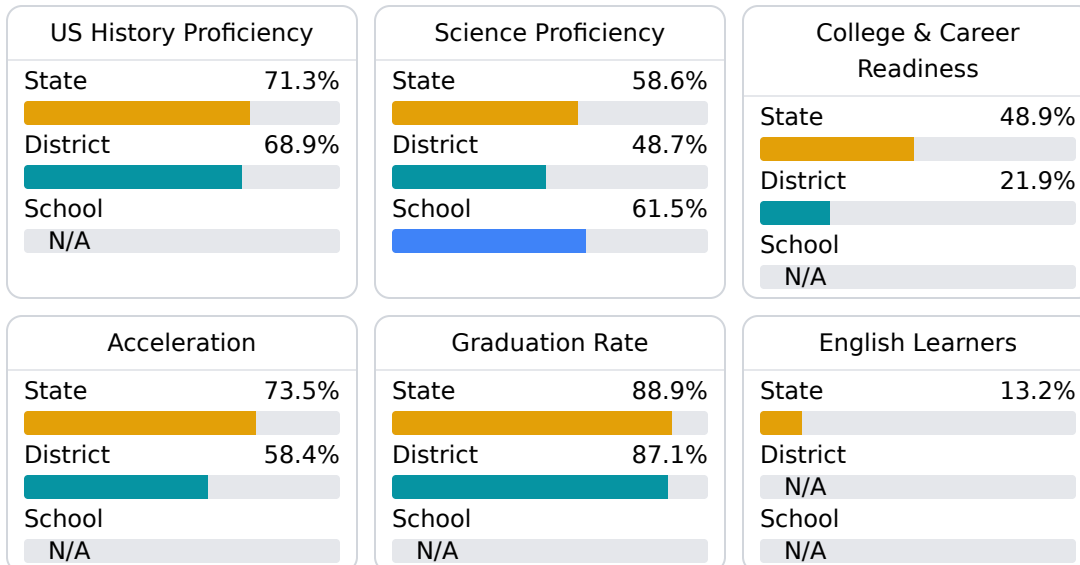 US History Proficiency
State 71.3%
District 68.9%
School
N/A
Science Proficiency
State 58.6%
District 48.7%
School 61.5%
College & Career
Readiness
State 48.9%
District 21.9%
School
N/A
Acceleration
State 73.5%
District 58.4%
School
N/A
Graduation Rate
State 88.9%
District 87.1%
School
N/A
English Learners
State 13.2%
District
N/A
School
N/A